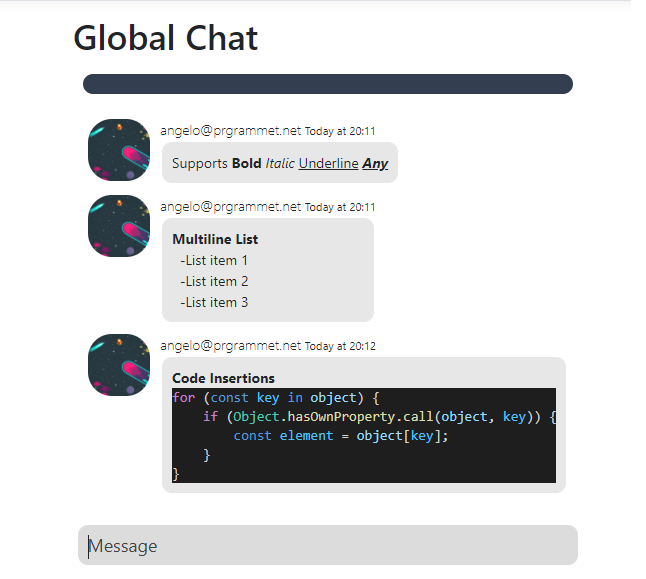 Global Chat
angelo@prgrammet.net Today at 20:11
Supports Bold Italic Underline Any
angelo@prgrammet.net Today at 20:11
Multiline List
-List item 1
-List item 2
-List item 3
angelo@prgrammet.net Today at 20:12
Code Insertions
for (const key in object) {
    if (Object.hasOwnProperty.call(object, key)) {
        const element = object[key];
    }
}
Message